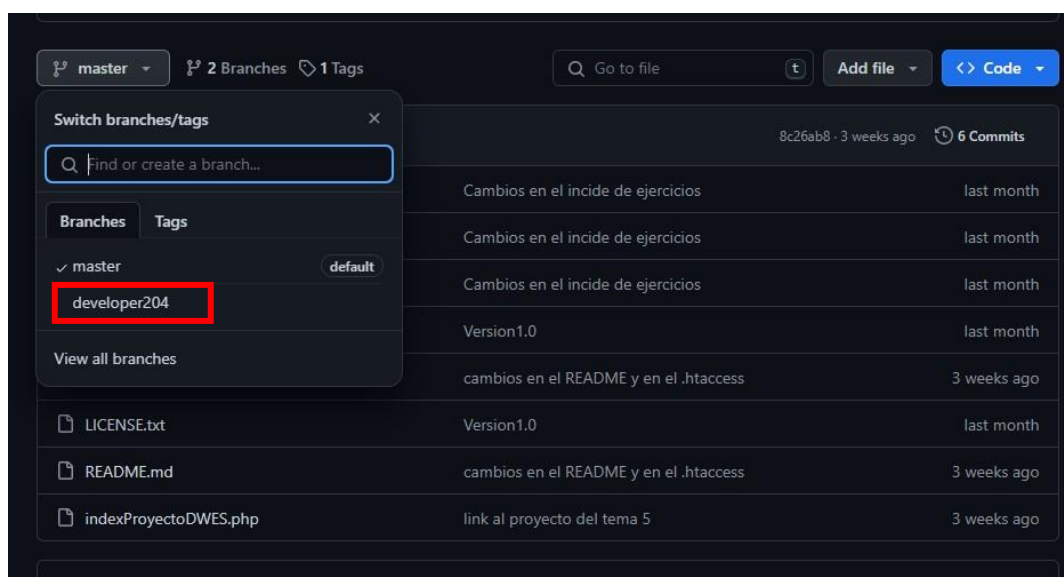 master 2 Branches 1 Tags Go to file t Add file <> Code
Switch branches/tags
8c26ab8 · 3 weeks ago 6 Commits
Find or create a branch...
Cambios en el incide de ejercicios last month
Branches Tags
Cambios en el incide de ejercicios last month
master default
Cambios en el incide de ejercicios last month
developer204
Version1.0 last month
View all branches
cambios en el README y en el .htaccess 3 weeks ago
LICENSE.txt Version1.0 last month
README.md cambios en el README y en el .htaccess 3 weeks ago
indexProyectoDWES.php link al proyecto del tema 5 3 weeks ago